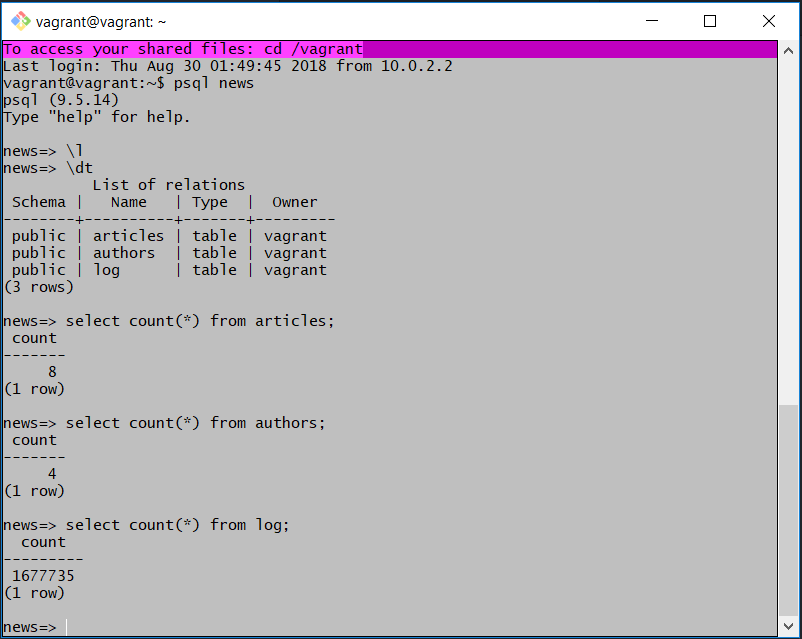 vagrant@vagrant: ~
To access your shared files: cd /vagrant
Last login: Thu Aug 30 01:49:45 2018 from 10.0.2.2
vagrant@vagrant:~$ psql news
psql (9.5.14)
Type "help" for help.

news=> \l
news=> \dt
          List of relations
 Schema |   Name   | Type  |  Owner
--------+----------+-------+---------
 public | articles | table | vagrant
 public | authors  | table | vagrant
 public | log      | table | vagrant
(3 rows)

news=> select count(*) from articles;
 count
-------
     8
(1 row)

news=> select count(*) from authors;
 count
-------
     4
(1 row)

news=> select count(*) from log;
  count
---------
 1677735
(1 row)

news=>